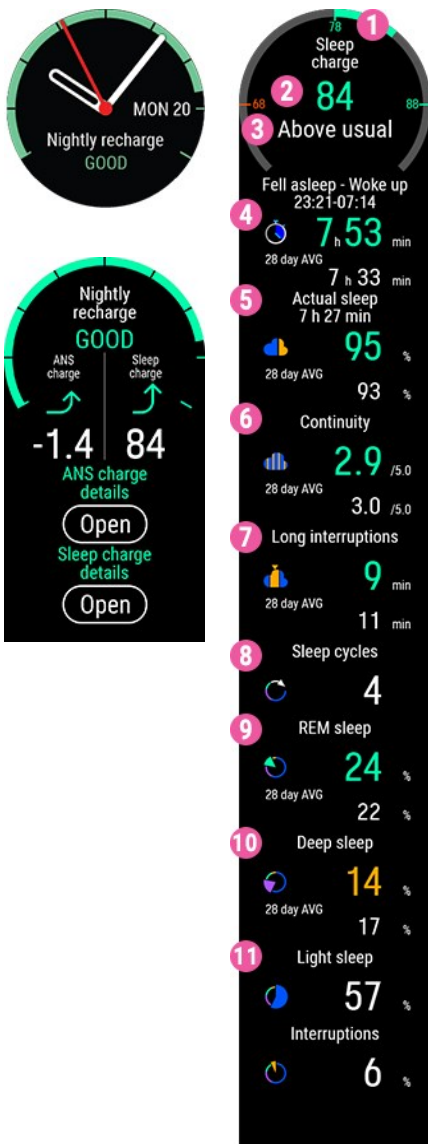 MON 20
Nightly recharge
GOOD
Nightly
recharge
GOOD
ANS
charge
Sleep
charge
-1.4
84
ANS charge
details
Open
Sleep charge
details
Open
1
78
Sleep
charge
2
84
68
88
3
Above usual
Fell asleep - Woke up
23:21-07:14
4
7 h 53 min
28 day AVG
7 h 33 min
5
Actual sleep
7 h 27 min
95 %
28 day AVG
93 %
6
Continuity
2.9 /5.0
28 day AVG
3.0 /5.0
7
Long interruptions
9 min
28 day AVG
11 min
8
Sleep cycles
4
9
REM sleep
24 %
28 day AVG
22 %
10
Deep sleep
14 %
28 day AVG
17 %
11
Light sleep
57 %
Interruptions
6 %